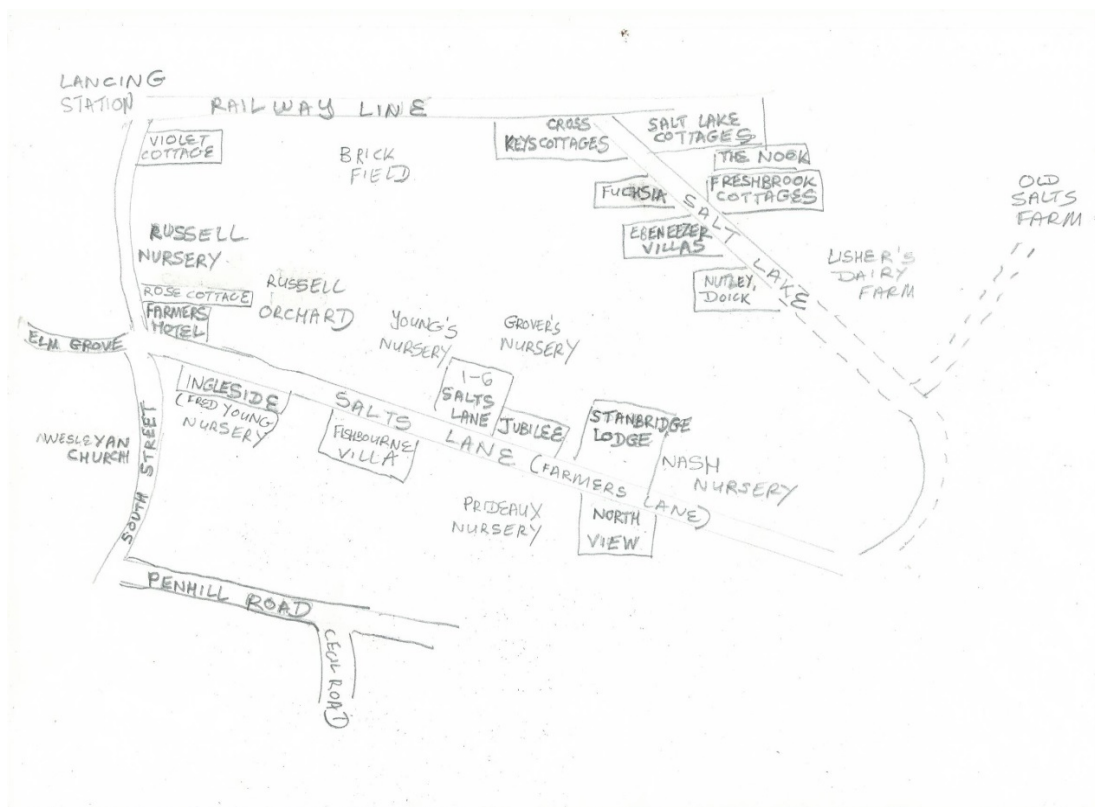 LANCING
STATION
RAILWAY LINE
VIOLET
COTTAGE
BRICK
FIELD
CROSS
KEYS COTTAGES
SALT LAKE
COTTAGES
THE NOOK
FRESHBROOK
COTTAGES
FUCHSIA
SALT LAKE
EBENEEZER
VILLAS
NUTLEY,
DOICK
USHER'S
DAIRY
FARM
OLD
SALTS
FARM
RUSSELL
NURSERY
ROSE COTTAGE
FARMERS
HOTEL
RUSSELL
ORCHARD
ELM GROVE
YOUNG'S
NURSERY
GROVER'S
NURSERY
INGLESIDE
(FRED YOUNG
NURSERY)
SALTS LANE (FARMERS LANE)
1-6
SALTS
LANE
JUBILEE
STANBRIDGE
LODGE
FISHBOURNE
VILLA
NASH
NURSERY
PRIDEAUX
NURSERY
NORTH
VIEW
WESLEYAN
CHURCH
SOUTH STREET
PENHILL ROAD
CECIL ROAD